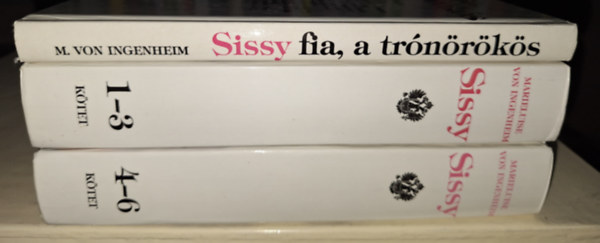 M. VON INGENHEIM Sissy fia, a trónörökös
MARIELUISE
VON INGENHEIM
Sissy
1-3
KÖTET
MARIELUISE
VON INGENHEIM
Sissy
4-6
KÖTET